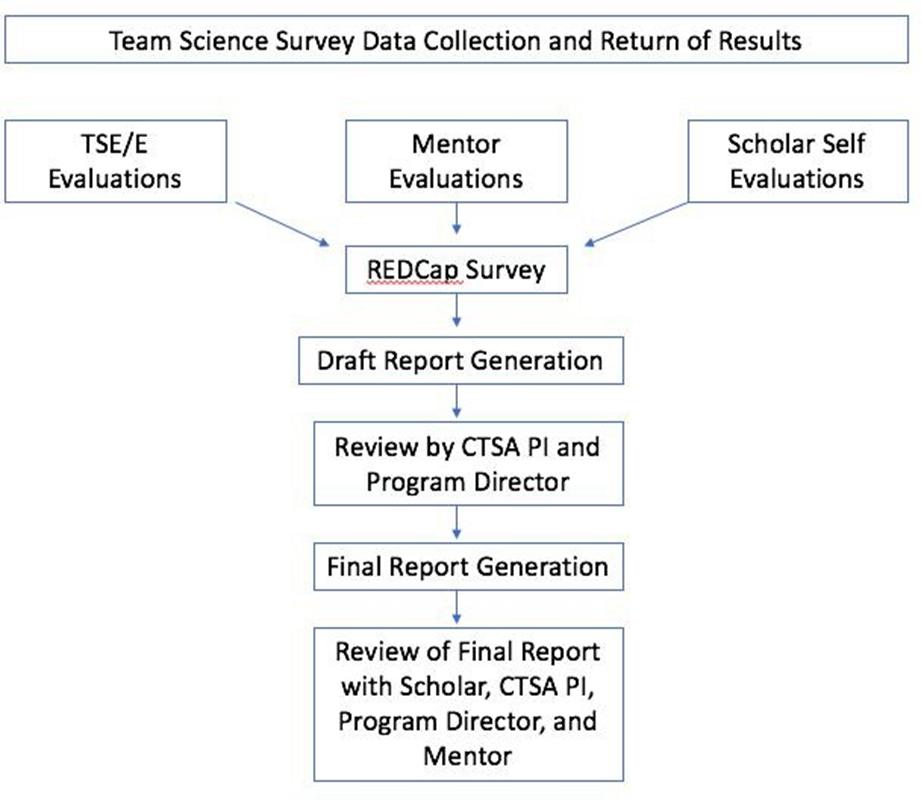 Team Science Survey Data Collection and Return of Results
TSE/E
Evaluations
Mentor
Evaluations
Scholar Self
Evaluations
REDCap Survey
Draft Report Generation
Review by CTSA PI and
Program Director
Final Report Generation
Review of Final Report
with Scholar, CTSA PI,
Program Director, and
Mentor